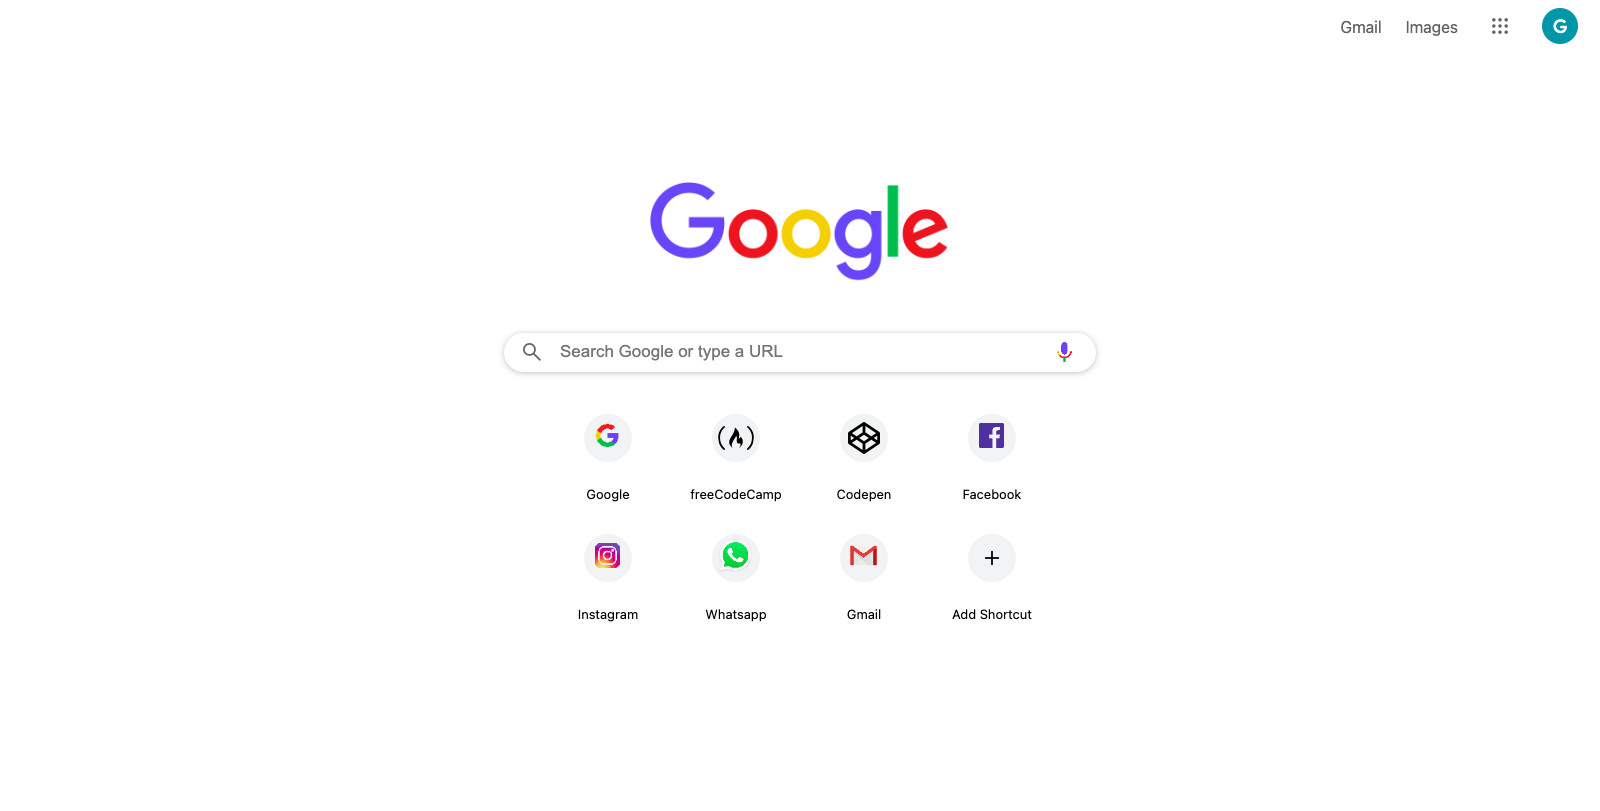 Gmail Images G
Google
Search Google or type a URL
Google freeCodeCamp Codepen Facebook
Instagram Whatsapp Gmail Add Shortcut